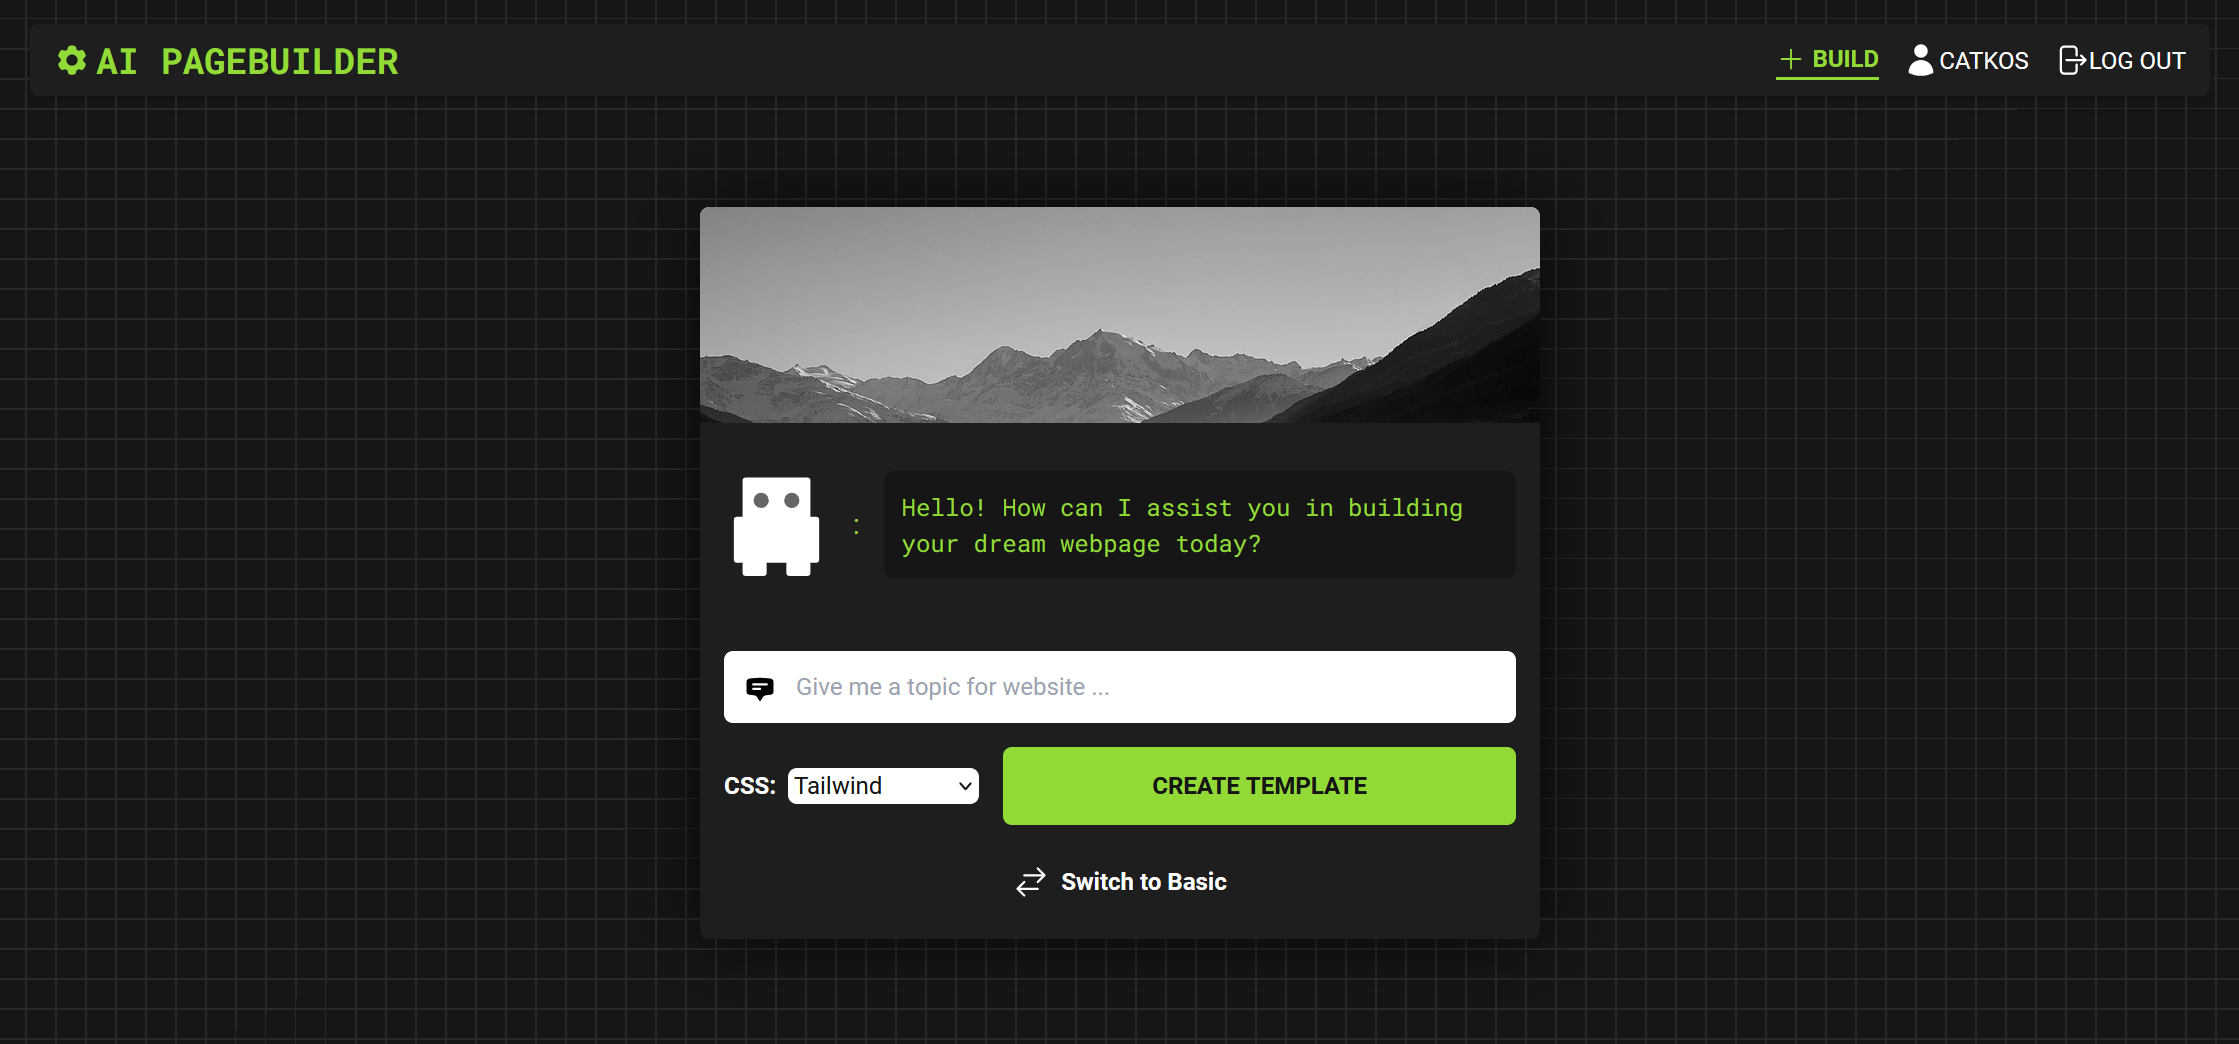 AI PAGEBUILDER
BUILD
CATKOS
LOG OUT
Hello! How can I assist you in building
your dream webpage today?
:
Give me a topic for website ...
CSS:
Tailwind
CREATE TEMPLATE
Switch to Basic